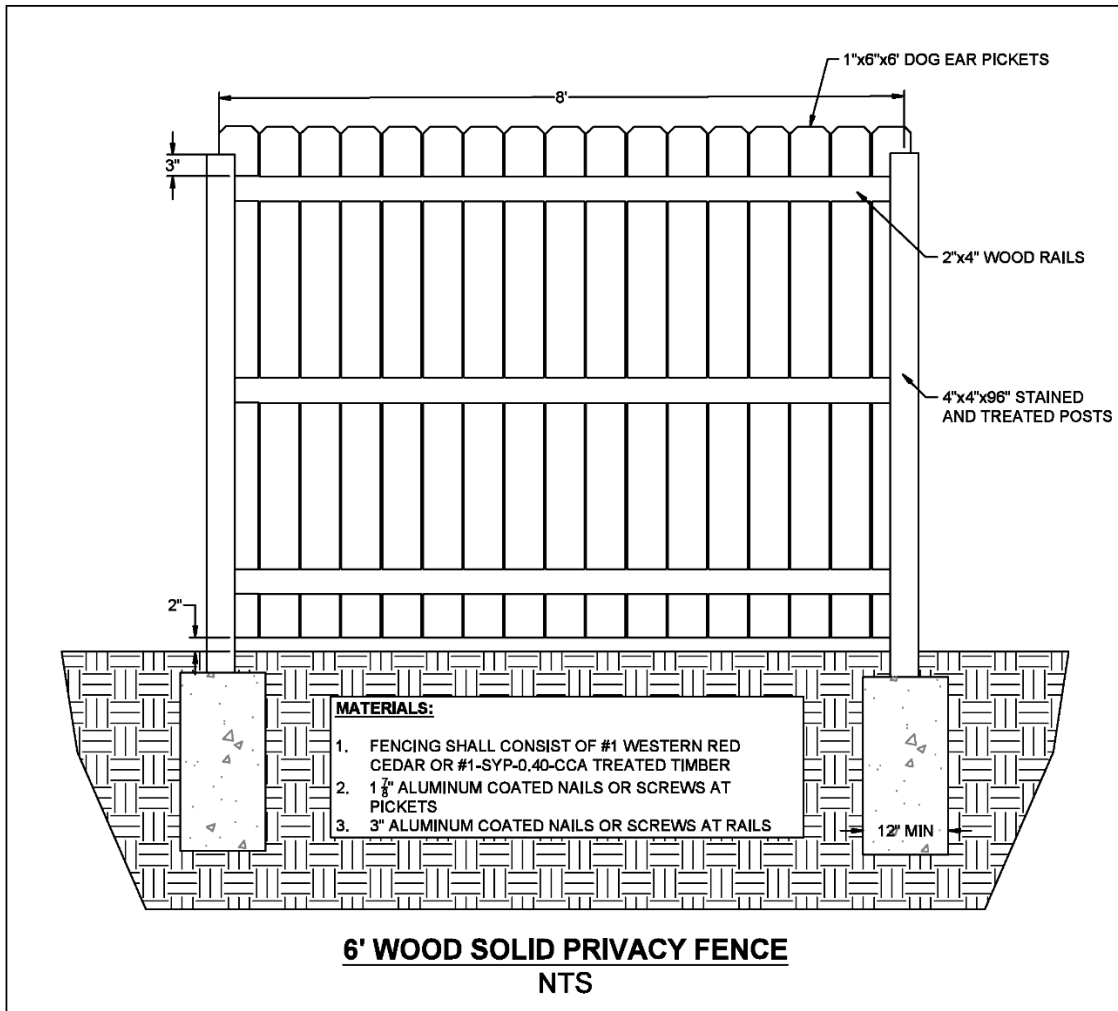 1"x6"x6' DOG EAR PICKETS
8'
3"
2"x4" WOOD RAILS
4"x4"x96" STAINED
AND TREATED POSTS
2"
MATERIALS:
1. FENCING SHALL CONSIST OF #1 WESTERN RED
CEDAR OR #1-SYP-0.40-CCA TREATED TIMBER
2. 1 7/8" ALUMINUM COATED NAILS OR SCREWS AT
PICKETS
3. 3" ALUMINUM COATED NAILS OR SCREWS AT RAILS
12" MIN
6' WOOD SOLID PRIVACY FENCE
NTS